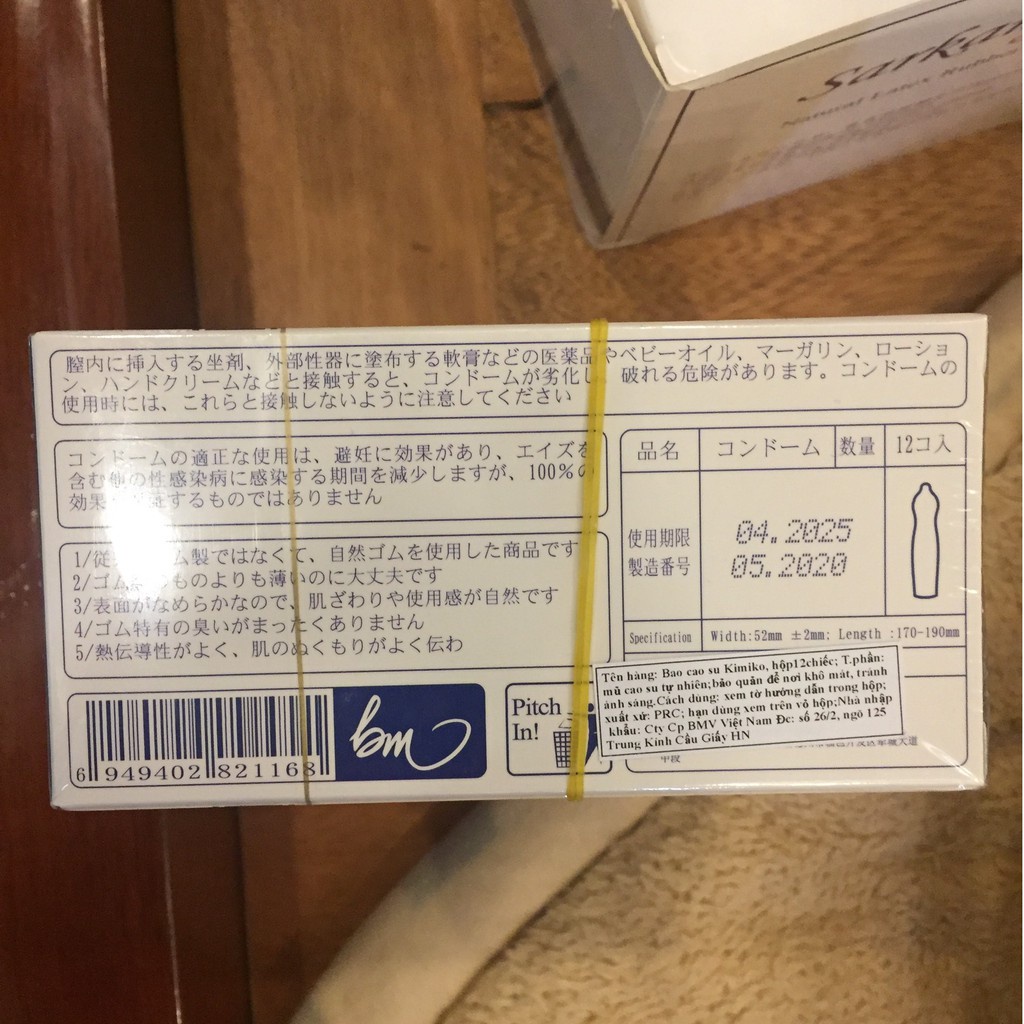 Sarkar
Natural Latex Rubber
膣内に挿入する坐剤、外部性器に塗布する軟膏などの医薬品やベビーオイル、マーガリン、ローショ
ン、ハンドクリームなどと接触すると、コンドームが劣化し 破れる危険があります。コンドームの
使用時には、これらと接触しないように注意してください
コンドームの適正な使用は、避妊に効果があり、エイズを
含む他の性感染病に感染する期間を減少しますが、100%の
効果 するものではありません
1/従 ム製ではなくて、自然ゴムを使用した商品です
2/ゴム ものよりも薄いのに大丈夫です
3/表面がなめらかなので、肌ざわりや使用感が自然です
4/ゴム特有の臭いがまったくありません
5/熱伝導性がよく、肌のぬくもりがよく伝わ
品名 コンドーム 数量 12コ入
使用期限 04.2025
製造番号 05.2020
Specification Width:52mm ±2mm; Length :170-190mm
6 949402 821168
Pitch
In!
Tên hàng: Bao cao su Kimiko, hộp12chiếc; T.phần:
mủ cao su tự nhiên;bảo quản để nơi khô mát, tránh
ánh sáng.Cách dùng: xem tờ hướng dẫn trong hộp;
xuất xứ: PRC; hạn dùng xem trên vỏ hộp;Nhà nhập
khẩu: Cty Cp BMV Việt Nam Đc: số 26/2, ngõ 125
Trung Kính Cầu Giấy HN
中段